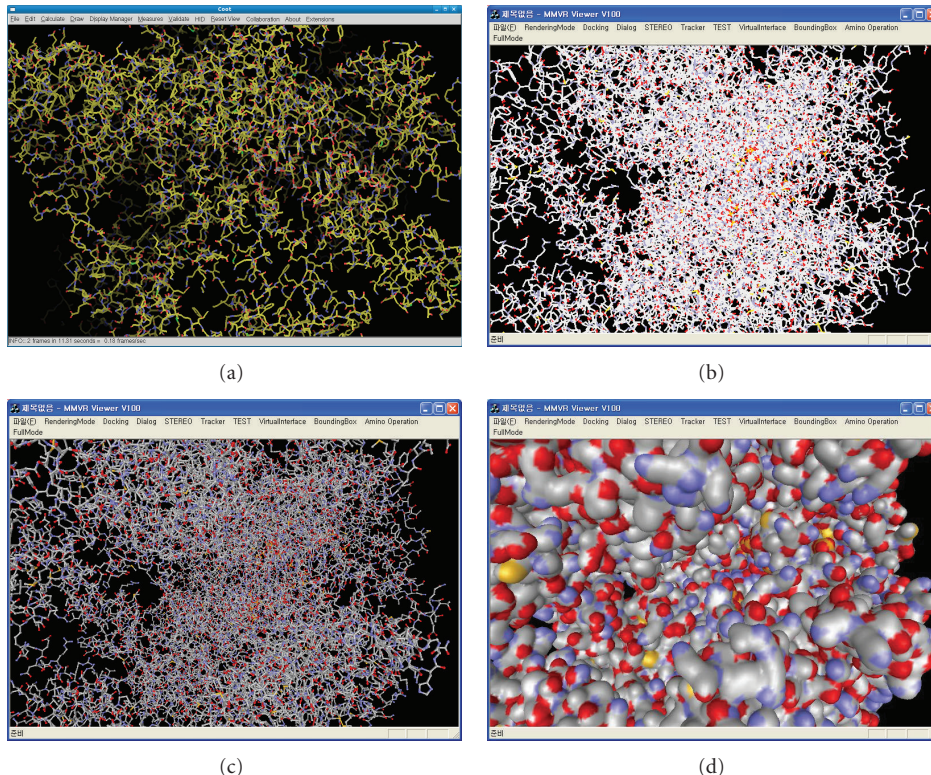 Coot
File Edit Calculate Draw Display Manager Measures Validate HID Reset View Collaboration About Extensions
INFO:: 2 frames in 11.31 seconds = 0.18 frames/sec
(a)
제목없음 - MMVR Viewer V100
파일(F) RenderingMode Docking Dialog STEREO Tracker TEST VirtualInterface BoundingBox Amino Operation
FullMode
준비
(b)
제목없음 - MMVR Viewer V100
파일(F) RenderingMode Docking Dialog STEREO Tracker TEST VirtualInterface BoundingBox Amino Operation
FullMode
준비
(c)
제목없음 - MMVR Viewer V100
파일(F) RenderingMode Docking Dialog STEREO Tracker TEST VirtualInterface BoundingBox Amino Operation
FullMode
준비
(d)